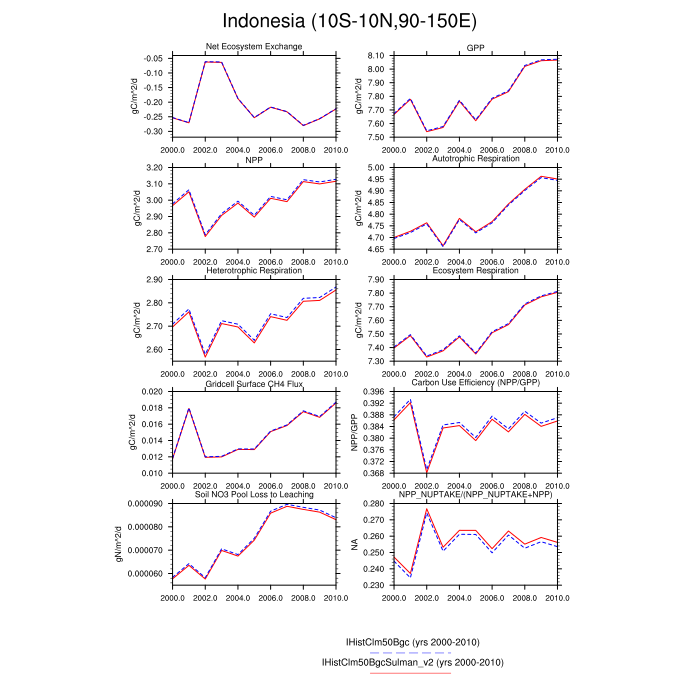 Indonesia (10S-10N,90-150E)
Net Ecosystem Exchange
gC/m^2/d
-0.05
-0.10
-0.15
-0.20
-0.25
-0.30
2000.0 2002.0 2004.0 2006.0 2008.0 2010.0
GPP
gC/m^2/d
8.10
8.00
7.90
7.80
7.70
7.60
7.50
2000.0 2002.0 2004.0 2006.0 2008.0 2010.0
NPP
gC/m^2/d
3.20
3.10
3.00
2.90
2.80
2.70
2000.0 2002.0 2004.0 2006.0 2008.0 2010.0
Autotrophic Respiration
gC/m^2/d
5.00
4.95
4.90
4.85
4.80
4.75
4.70
4.65
2000.0 2002.0 2004.0 2006.0 2008.0 2010.0
Heterotrophic Respiration
gC/m^2/d
2.90
2.80
2.70
2.60
2000.0 2002.0 2004.0 2006.0 2008.0 2010.0
Ecosystem Respiration
gC/m^2/d
7.90
7.80
7.70
7.60
7.50
7.40
7.30
2000.0 2002.0 2004.0 2006.0 2008.0 2010.0
Gridcell Surface CH4 Flux
gC/m^2/d
0.020
0.018
0.016
0.014
0.012
0.010
2000.0 2002.0 2004.0 2006.0 2008.0 2010.0
Carbon Use Efficiency (NPP/GPP)
NPP/GPP
0.396
0.392
0.388
0.384
0.380
0.376
0.372
0.368
2000.0 2002.0 2004.0 2006.0 2008.0 2010.0
Soil NO3 Pool Loss to Leaching
gN/m^2/d
0.000090
0.000080
0.000070
0.000060
2000.0 2002.0 2004.0 2006.0 2008.0 2010.0
NPP_NUPTAKE/(NPP_NUPTAKE+NPP)
NA
0.280
0.270
0.260
0.250
0.240
0.230
2000.0 2002.0 2004.0 2006.0 2008.0 2010.0
IHistClm50Bgc (yrs 2000-2010)
IHistClm50BgcSulman_v2 (yrs 2000-2010)